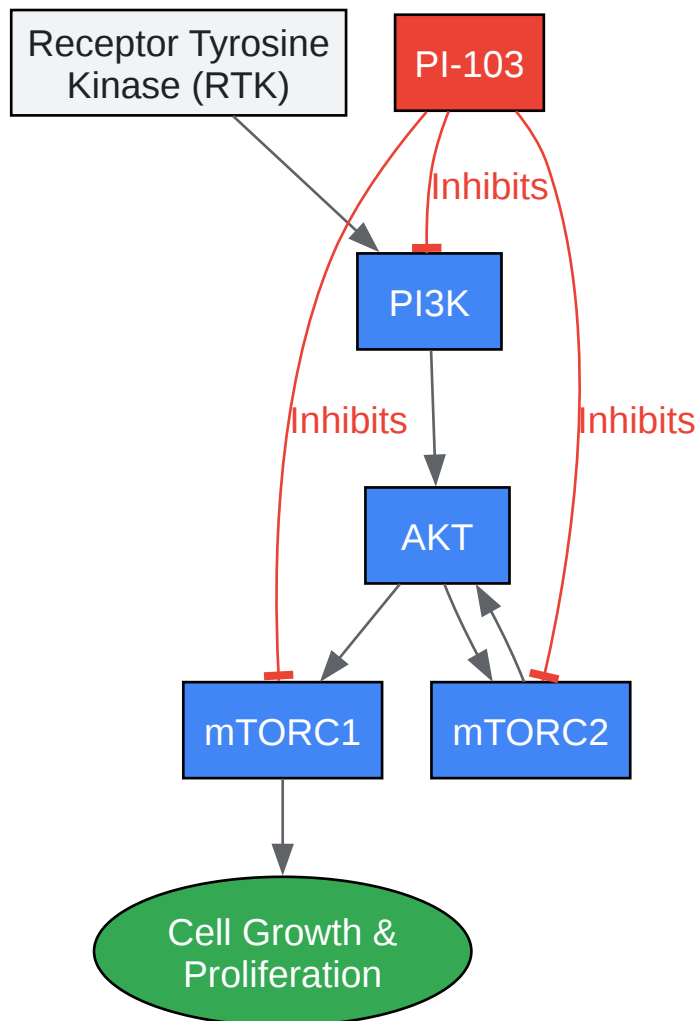 Receptor Tyrosine
Kinase (RTK)
PI-103
Inhibits
PI3K
Inhibits
Inhibits
AKT
mTORC1
mTORC2
Cell Growth &
Proliferation